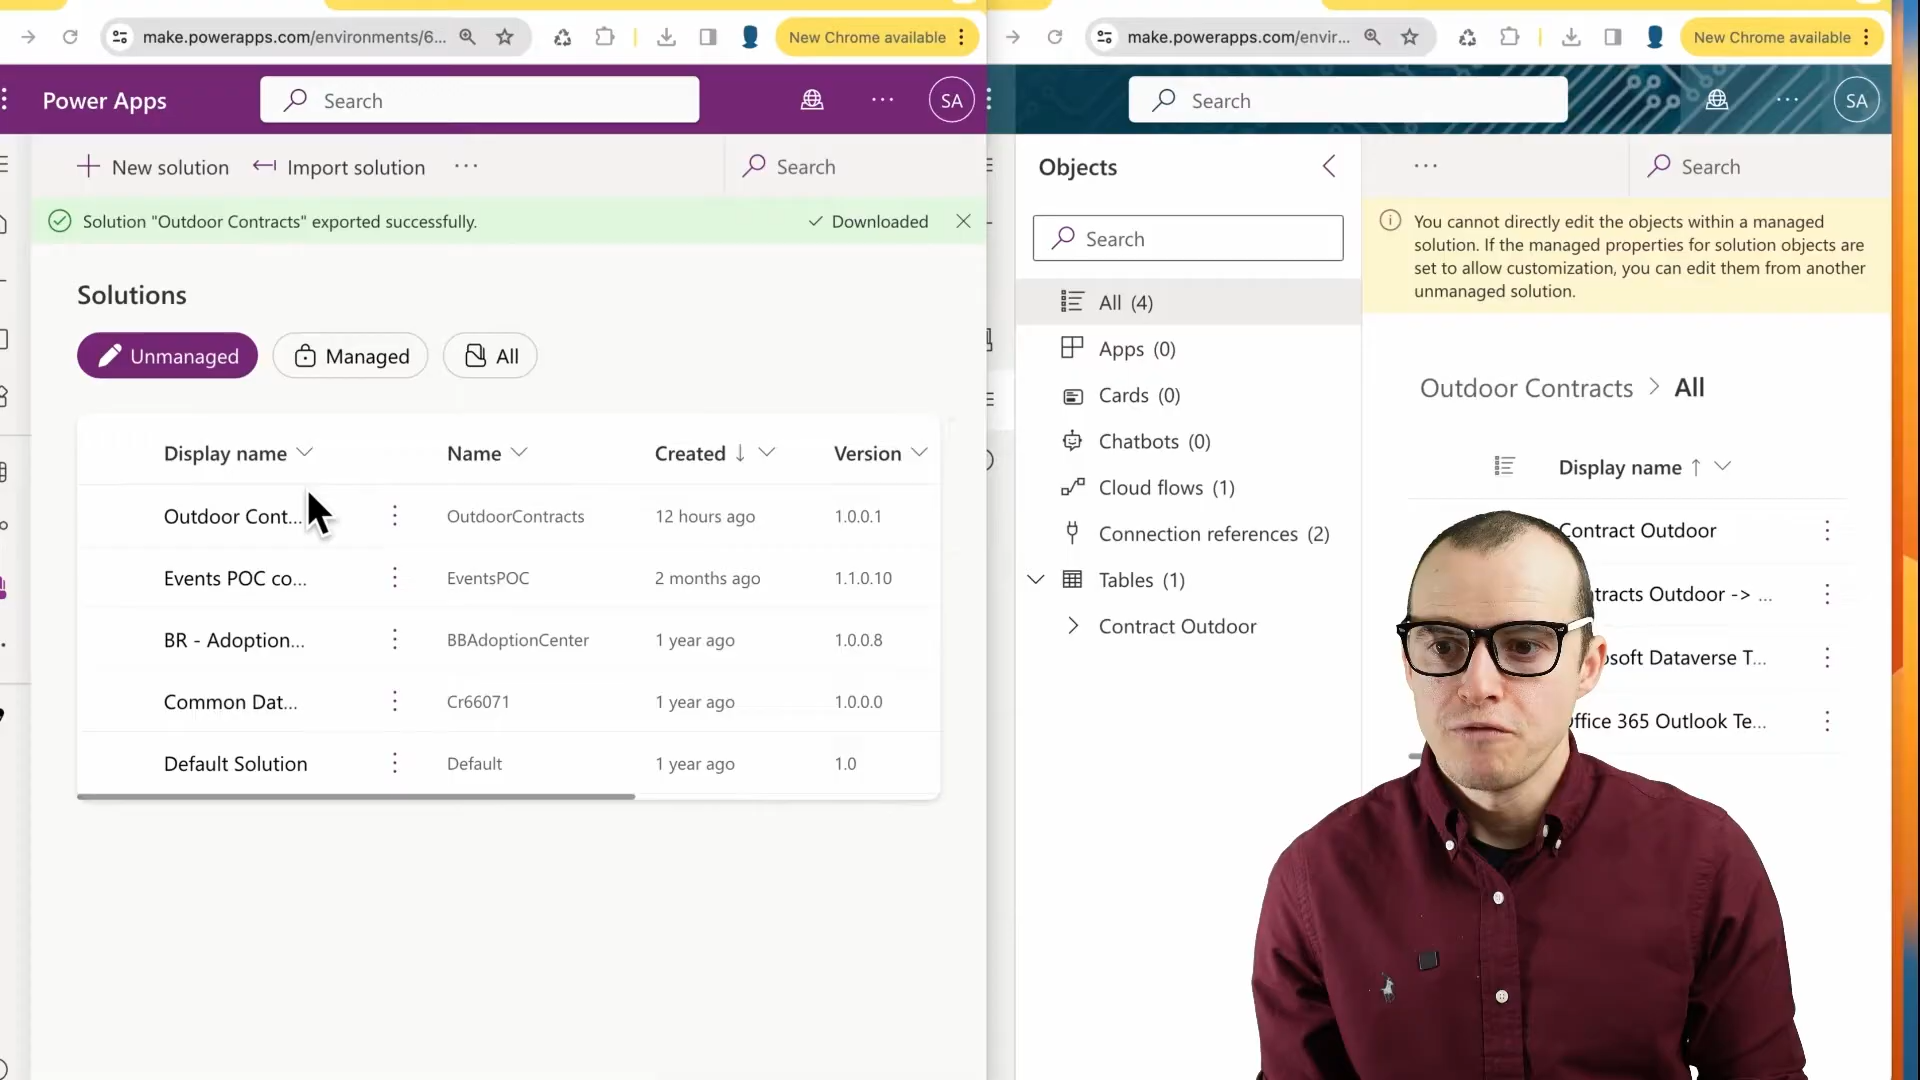 make.powerapps.com/environments/6...
New Chrome available
Power Apps
Search
SA
New solution
Import solution
Search
Solution "Outdoor Contracts" exported successfully.
Downloaded
Solutions
Unmanaged
Managed
All
Display name
Name
Created
Version
Outdoor Cont...
OutdoorContracts
12 hours ago
1.0.0.1
Events POC co...
EventsPOC
2 months ago
1.1.0.10
BR - Adoption...
BBAdoptionCenter
1 year ago
1.0.0.8
Common Dat...
Cr66071
1 year ago
1.0.0.0
Default Solution
Default
1 year ago
1.0
make.powerapps.com/envir...
New Chrome available
Search
SA
Objects
Search
All (4)
Apps (0)
Cards (0)
Chatbots (0)
Cloud flows (1)
Connection references (2)
Tables (1)
Contract Outdoor
Search
You cannot directly edit the objects within a managed
solution. If the managed properties for solution objects are
set to allow customization, you can edit them from another
unmanaged solution.
Outdoor Contracts > All
Display name
Contract Outdoor
Outdoor -> ...
Dataverse T...
365 Outlook Te...